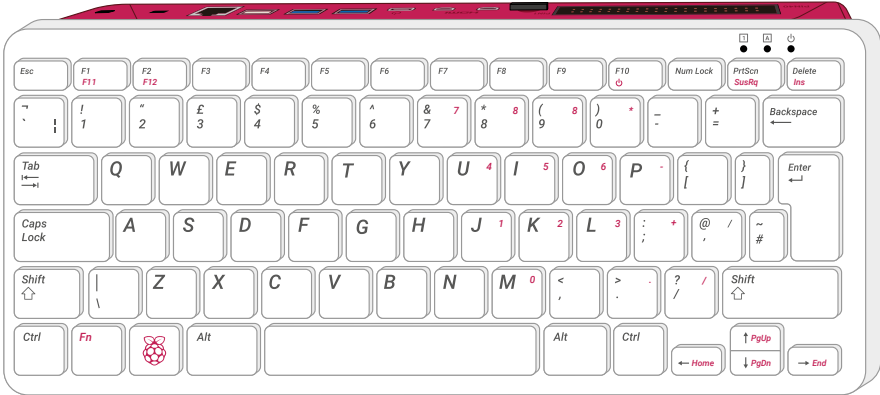 1 A
Esc F1 F2 F3 F4 F5 F6 F7 F8 F9 F10 Num Lock PrtScn Delete
F11 F12 SusRq Ins
¬ ! “ £ $ % ^ & 7 * 8 ( 8 ) * _ + Backspace
` ¦ 1 2 3 4 5 6 7 8 9 0 - =
Tab Q W E R T Y U 4 I 5 O 6 P - { } Enter
[ ]
Caps A S D F G H J 1 K 2 L 3 : + @ / ~
Lock ; ' #
Shift | Z X C V B N M 0 < > . ? / Shift
\ , . /
Ctrl Fn Alt Alt Ctrl ↑ PgUp
← Home ↓ PgDn → End